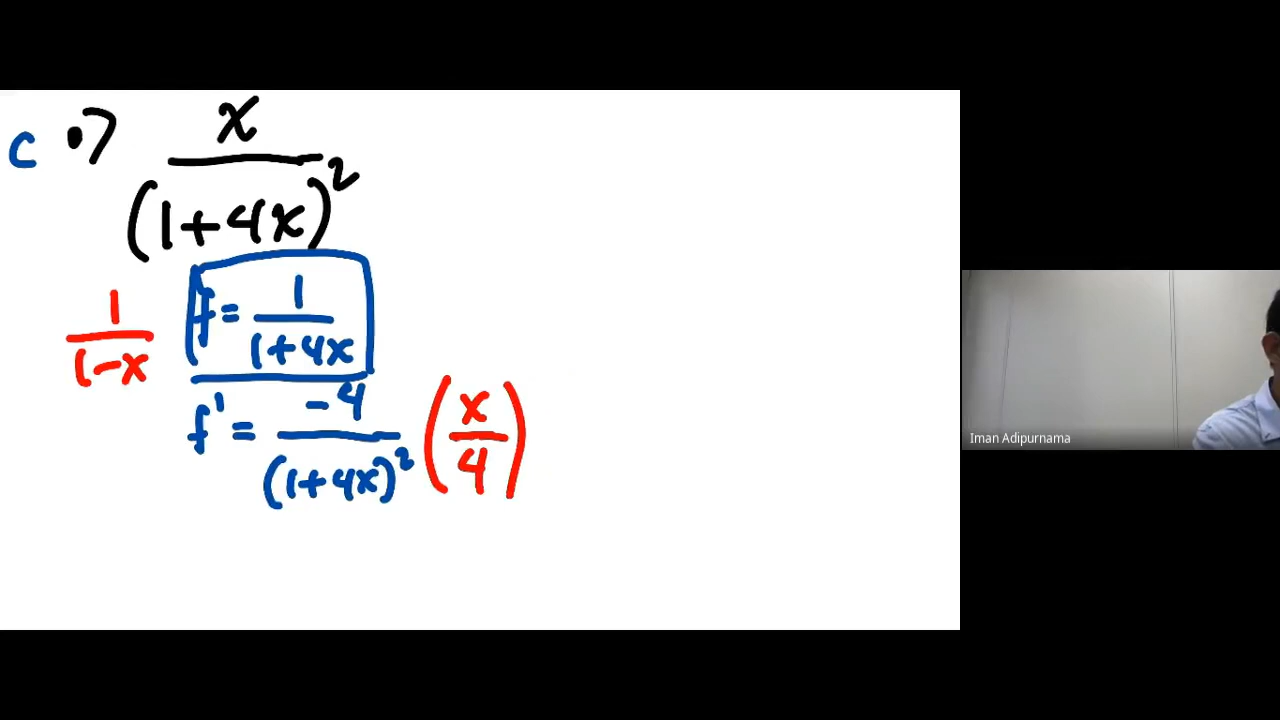 C •7 x/(1+4x)²
1/(1-x)
f = 1/(1+4x)
f' = -4/(1+4x)² (x/4)
Iman Adipurnama